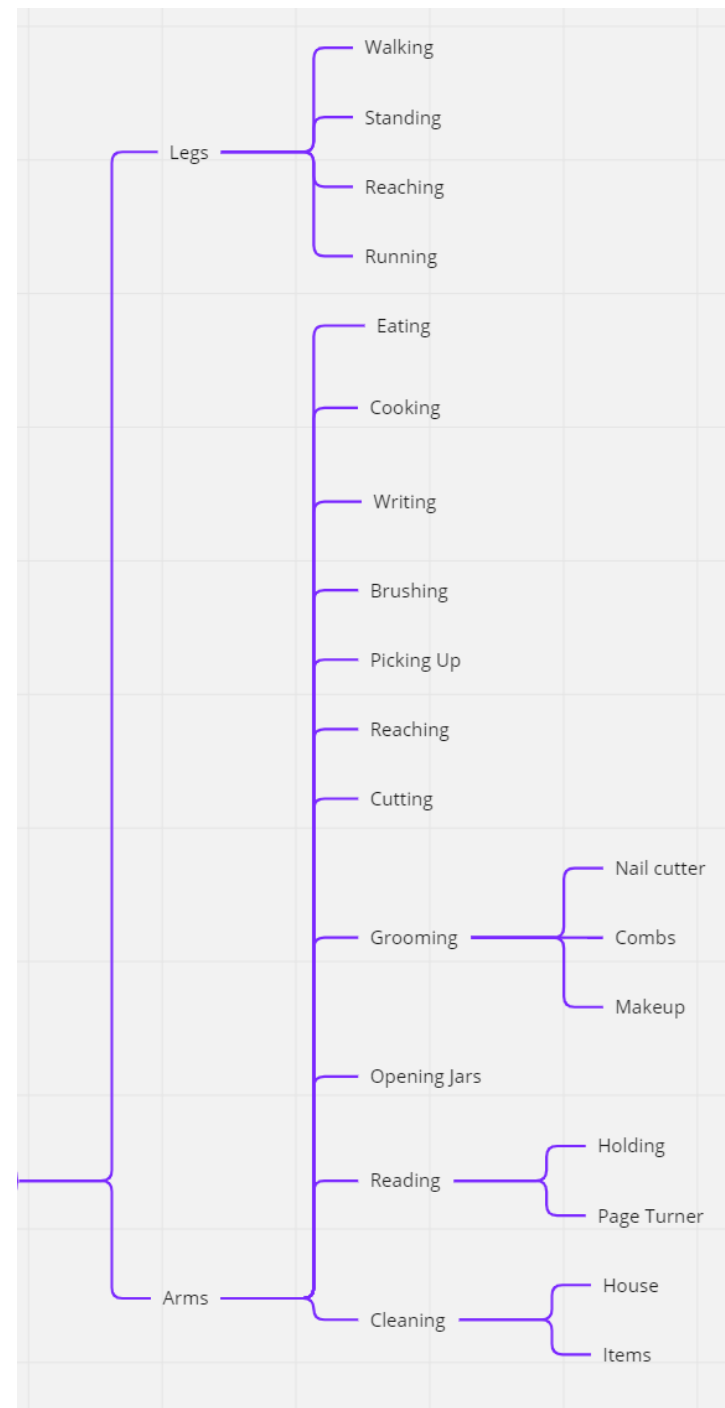 Walking
Standing
Legs
Reaching
Running
Eating
Cooking
Writing
Brushing
Picking Up
Reaching
Cutting
Nail cutter
Grooming
Combs
Makeup
Opening Jars
Holding
Reading
Page Turner
House
Arms
Cleaning
Items